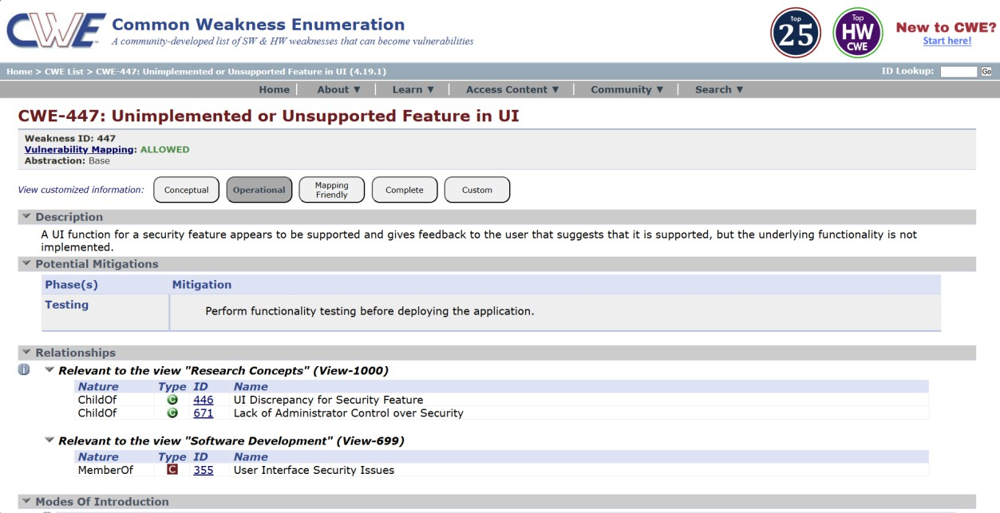 CWE Common Weakness Enumeration
A community-developed list of SW & HW weaknesses that can become vulnerabilities
Top 25
Top HW CWE
New to CWE?
Start here!
Home > CWE List > CWE-447: Unimplemented or Unsupported Feature in UI (4.19.1)
ID Lookup: Go
Home About ▼ Learn ▼ Access Content ▼ Community ▼ Search ▼
CWE-447: Unimplemented or Unsupported Feature in UI
Weakness ID: 447
Vulnerability Mapping: ALLOWED
Abstraction: Base
View customized information: Conceptual Operational Mapping Friendly Complete Custom
Description
A UI function for a security feature appears to be supported and gives feedback to the user that suggests that it is supported, but the underlying functionality is not
implemented.
Potential Mitigations
Phase(s) Mitigation
Testing Perform functionality testing before deploying the application.
Relationships
Relevant to the view "Research Concepts" (View-1000)
Nature Type ID Name
ChildOf C 446 UI Discrepancy for Security Feature
ChildOf C 671 Lack of Administrator Control over Security
Relevant to the view "Software Development" (View-699)
Nature Type ID Name
MemberOf C 355 User Interface Security Issues
Modes Of Introduction